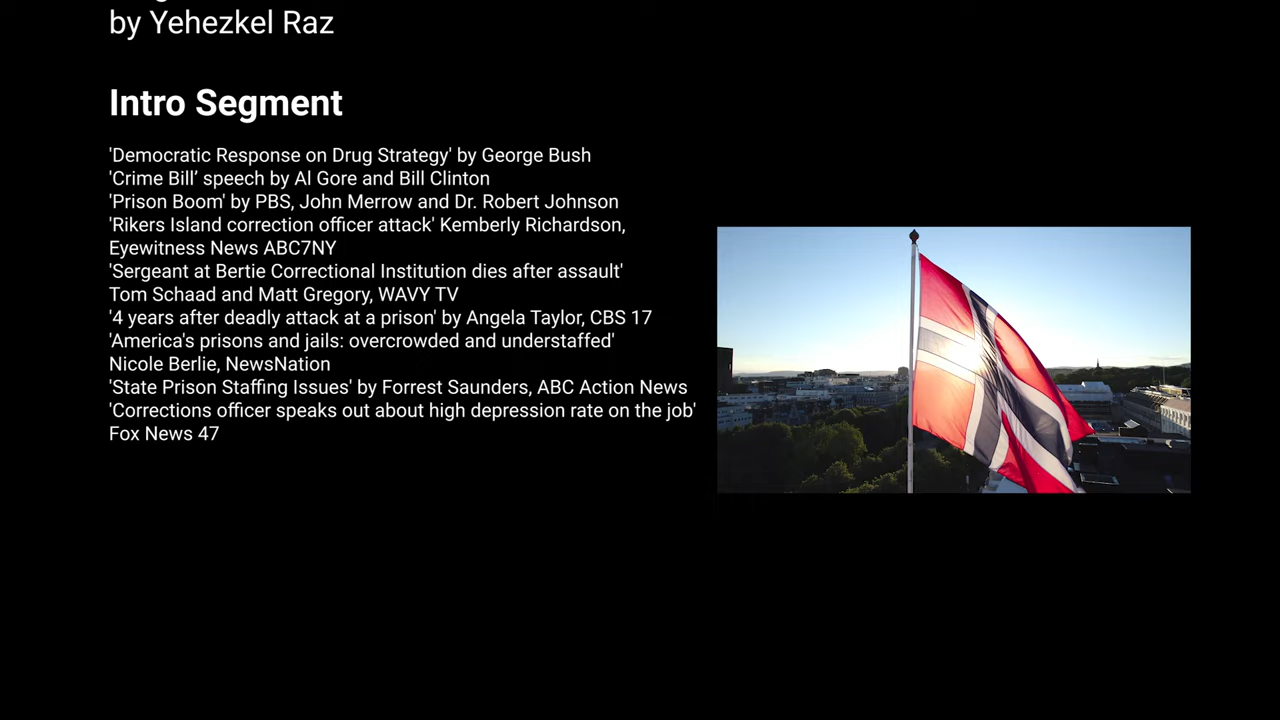 by Yehezkel Raz
Intro Segment
'Democratic Response on Drug Strategy' by George Bush
'Crime Bill’ speech by Al Gore and Bill Clinton
'Prison Boom' by PBS, John Merrow and Dr. Robert Johnson
'Rikers Island correction officer attack' Kemberly Richardson,
Eyewitness News ABC7NY
'Sergeant at Bertie Correctional Institution dies after assault'
Tom Schaad and Matt Gregory, WAVY TV
'4 years after deadly attack at a prison' by Angela Taylor, CBS 17
'America's prisons and jails: overcrowded and understaffed'
Nicole Berlie, NewsNation
'State Prison Staffing Issues' by Forrest Saunders, ABC Action News
'Corrections officer speaks out about high depression rate on the job'
Fox News 47